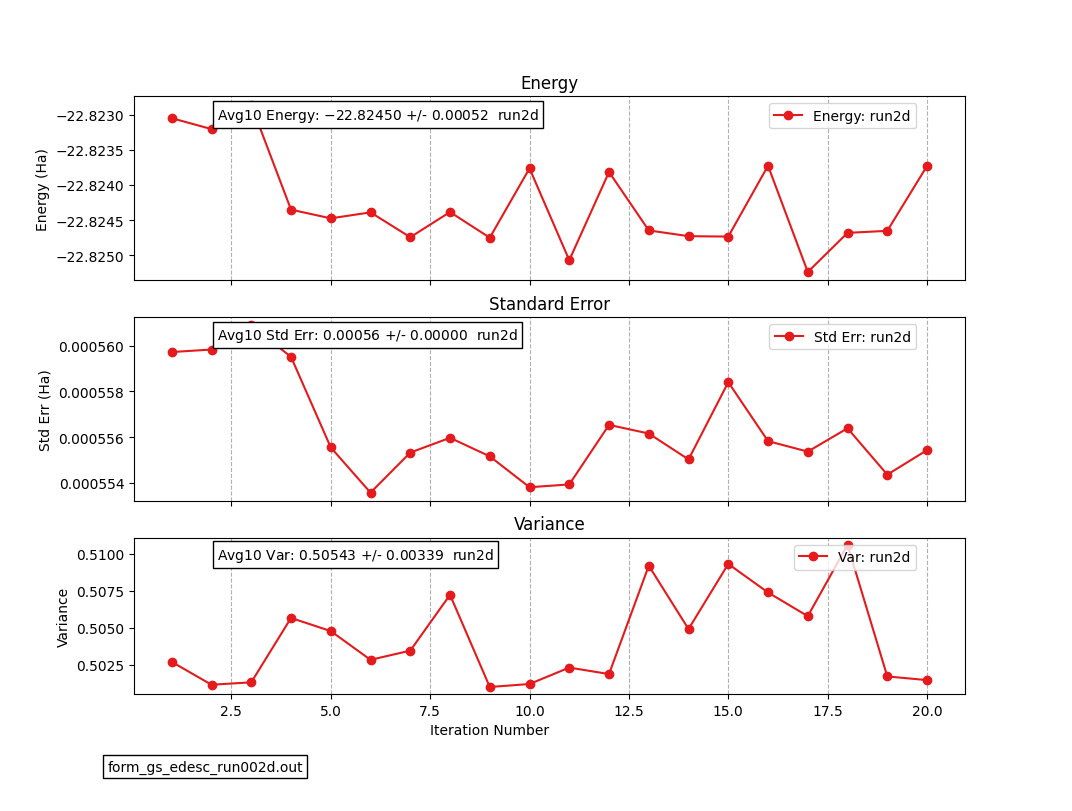 Energy
Avg10 Energy: −22.82450 +/- 0.00052 run2d
Energy: run2d
−22.8230
−22.8235
−22.8240
−22.8245
−22.8250
Energy (Ha)
Standard Error
Avg10 Std Err: 0.00056 +/- 0.00000 run2d
Std Err: run2d
0.000560
0.000558
0.000556
0.000554
Std Err (Ha)
Variance
Avg10 Var: 0.50543 +/- 0.00339 run2d
Var: run2d
0.5100
0.5075
0.5050
0.5025
Variance
2.5 5.0 7.5 10.0 12.5 15.0 17.5 20.0
Iteration Number
form_gs_edesc_run002d.out